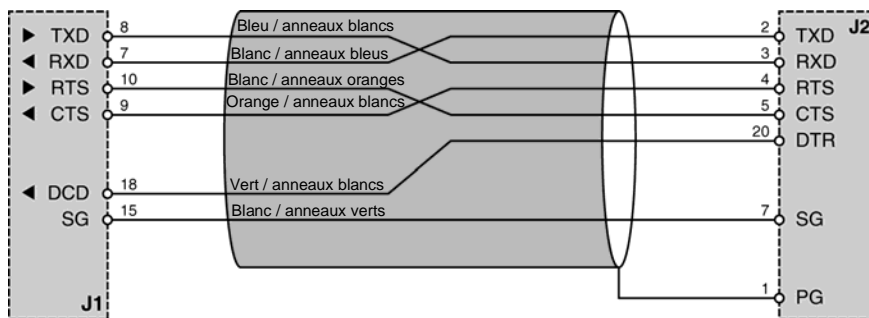 8 Bleu / anneaux blancs 2 J2
TXD TXD
7 Blanc / anneaux bleus 3
RXD RXD
10 Blanc / anneaux oranges 4
RTS RTS
9 Orange / anneaux blancs 5
CTS CTS
20
DTR
18 Vert / anneaux blancs
DCD
15 Blanc / anneaux verts 7
SG SG
1
J1 PG